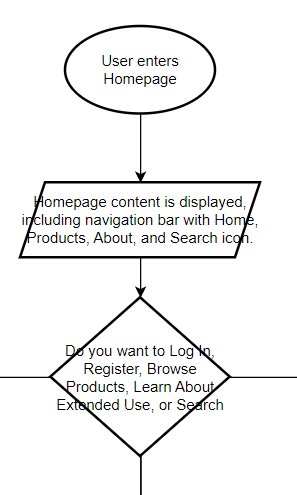 User enters
Homepage
Homepage content is displayed,
including navigation bar with Home,
Products, About, and Search icon.
Do you want to Log In,
Register, Browse
Products, Learn About
Extended Use, or Search